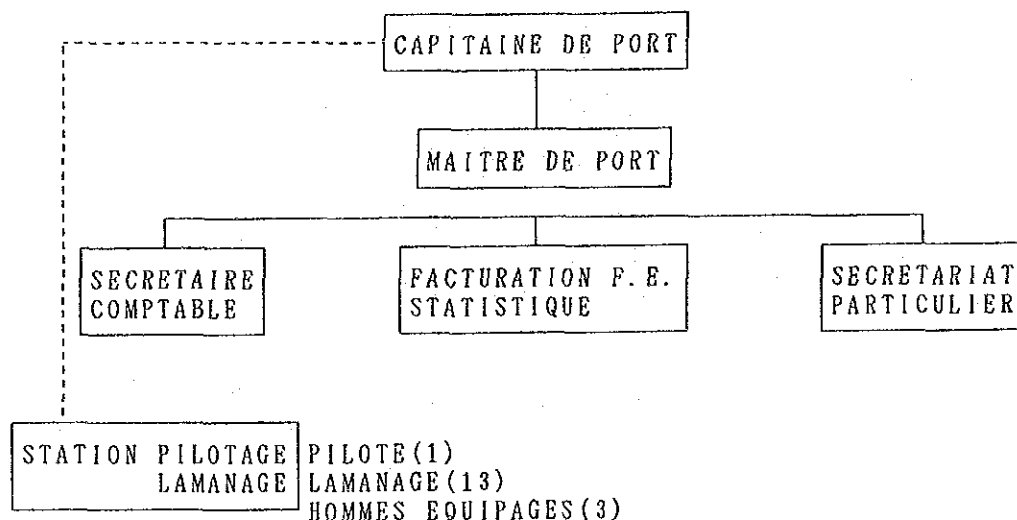 CAPITAINE DE PORT
MAITRE DE PORT
SECRETAIRE
COMPTABLE
FACTURATION F.E.
STATISTIQUE
SECRETARIAT
PARTICULIER
STATION PILOTAGE PILOTE(1)
LAMANAGE LAMANAGE(13)
HOMMES EQUIPAGES(3)